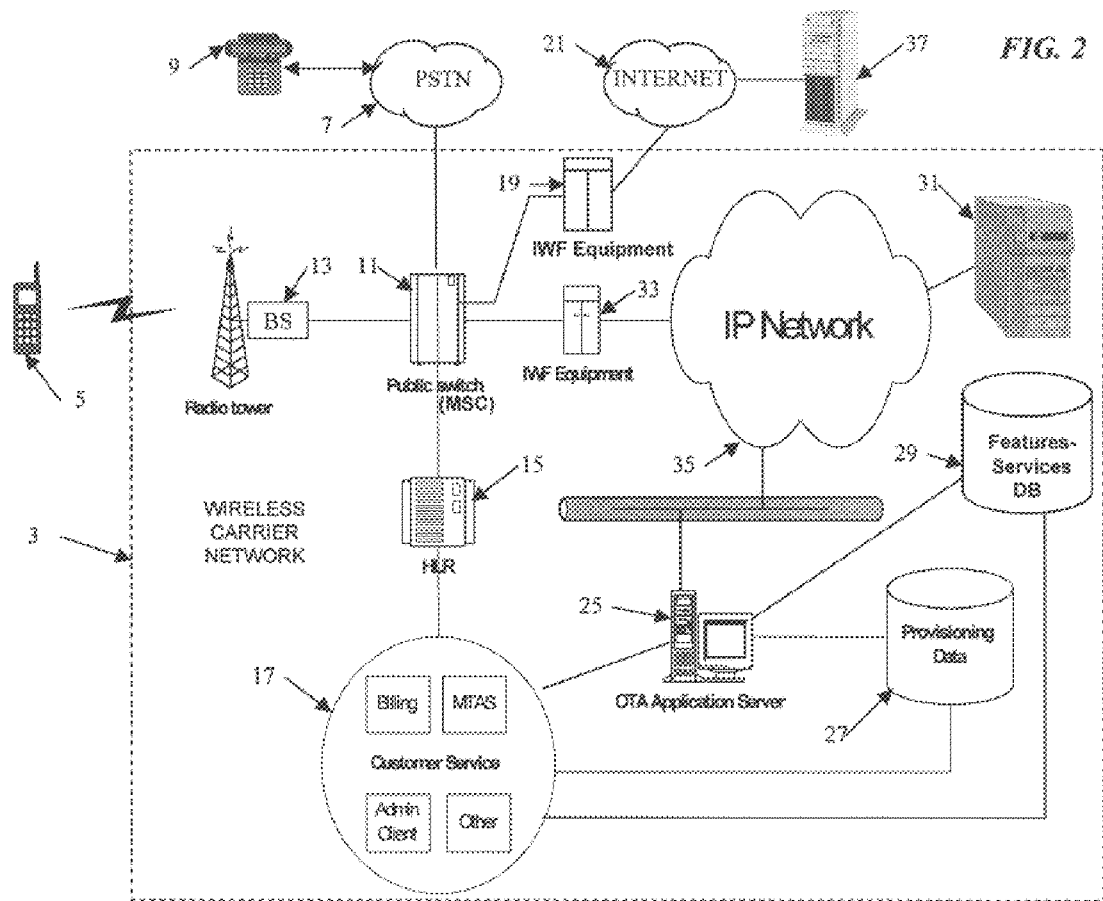 FIG. 2
9
PSTN
7
21
INTERNET
37
19
IWF Equipment
31
13
BS
11
33
IWF Equipment
IP Network
5
Radio tower
Public switch
(MSC)
15
HLR
35
29
Features-
Services
DB
WIRELESS
CARRIER
NETWORK
3
25
OTA Application Server
Provisioning
Data
27
17
Billing
MTAS
Customer Service
Admin
Client
Other